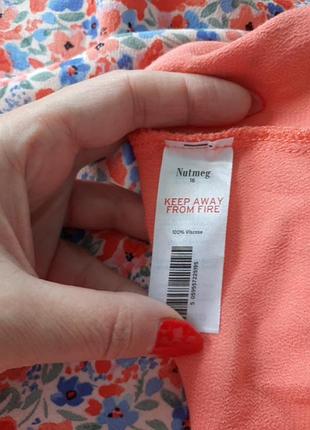 Nutmeg
16
KEEP AWAY
FROM FIRE
100% Viscose